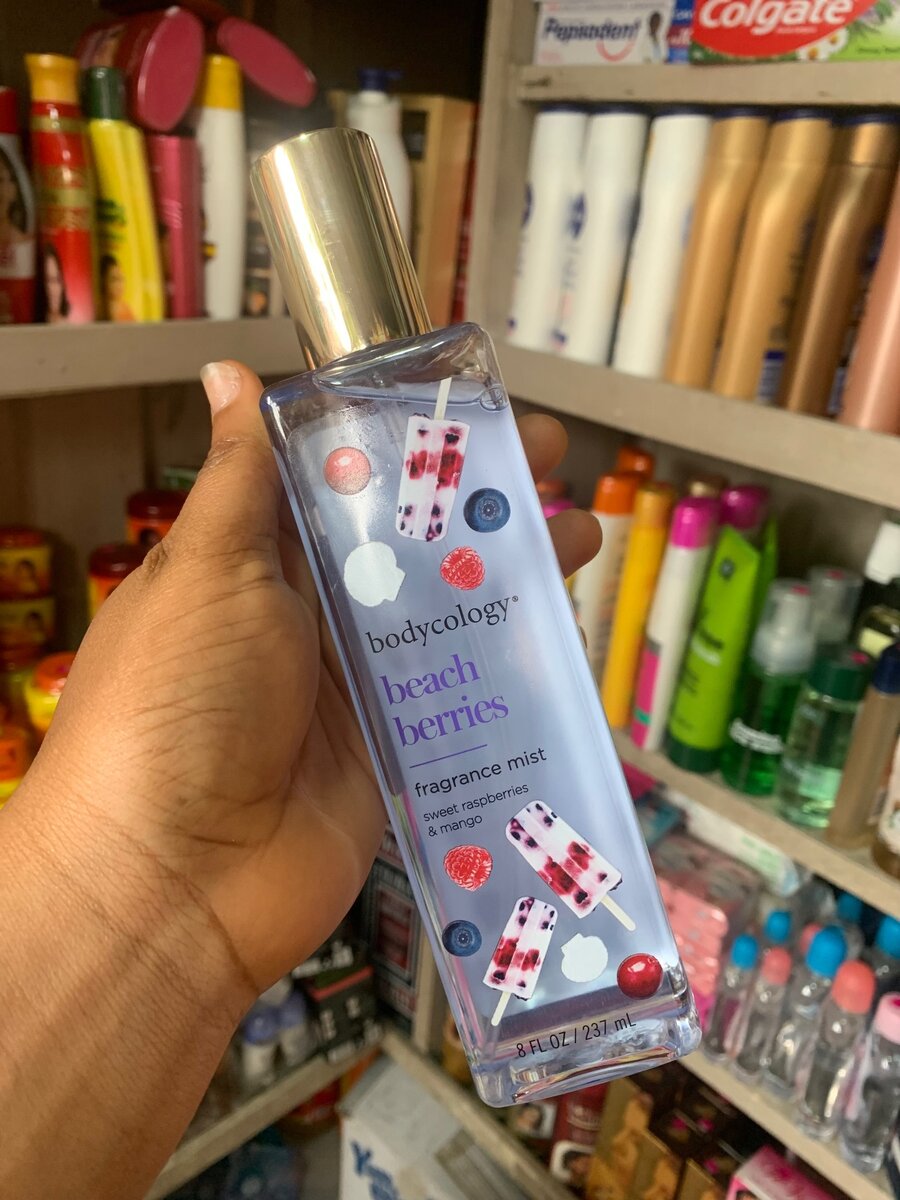 Pepsodent
Colgate
bodycology®
beach
berries
fragrance mist
sweet raspberries
& mango
8 FL OZ / 237 mL